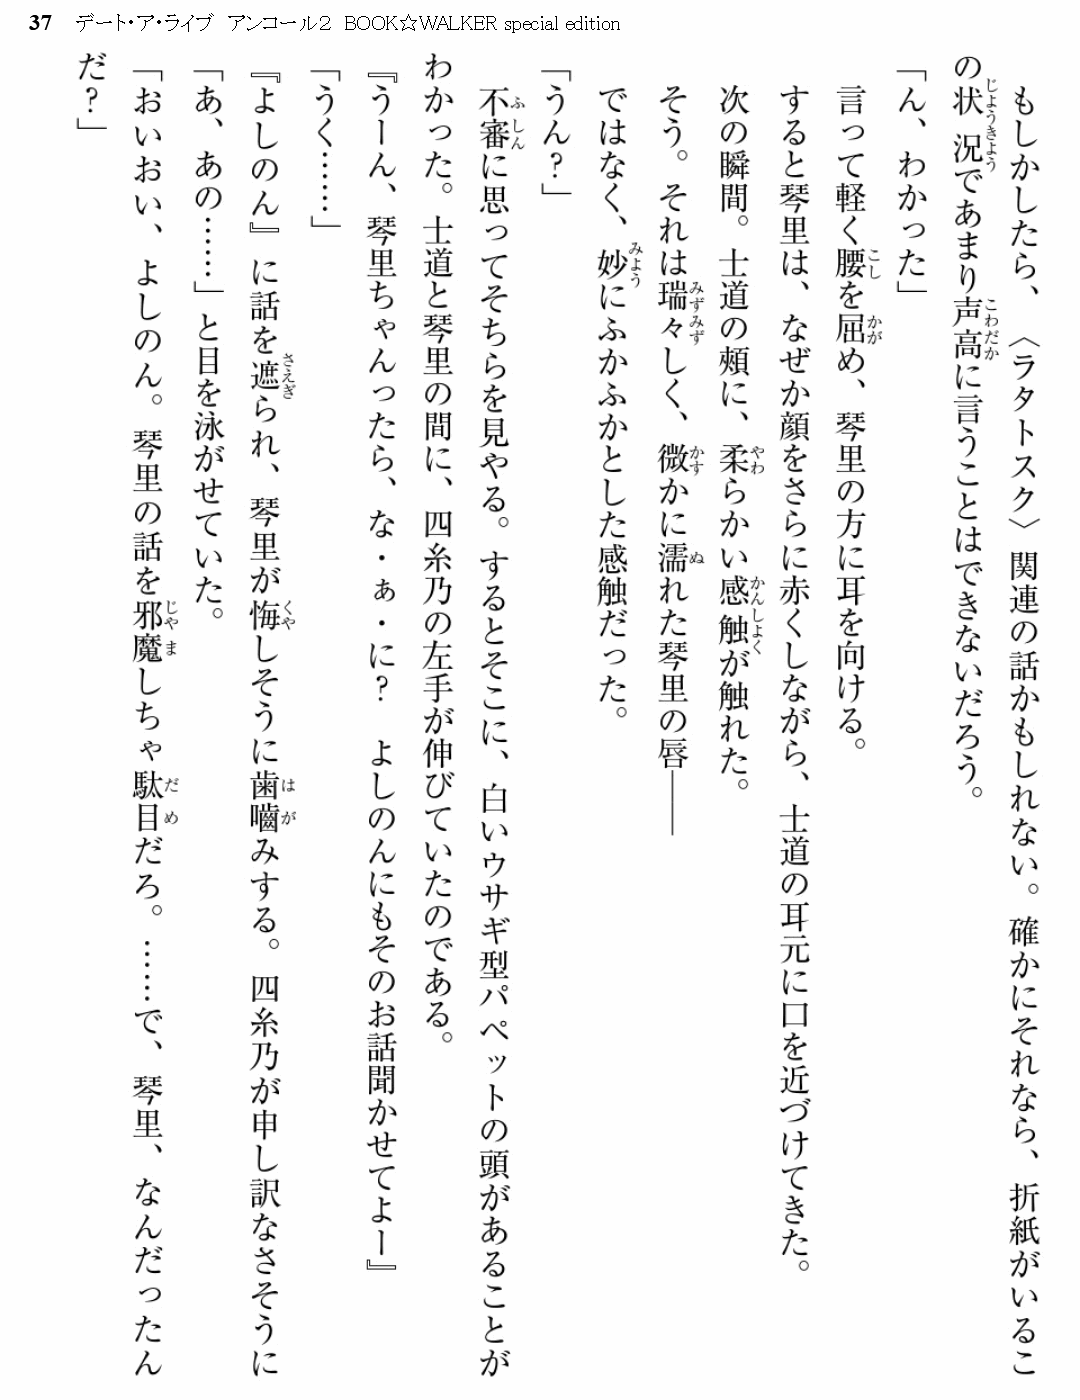 37 デート・ア・ライブ アンコール2 BOOK☆WALKER special edition
もしかしたら、〈ラタトスク〉関連の話かもしれない。確かにそれなら、折紙がいるこ
の状況であまり声高に言うことはできないだろう。
「ん、わかった」
言って軽く腰を屈め、琴里の方に耳を向ける。
すると琴里は、なぜか顔をさらに赤くしながら、士道の耳元に口を近づけてきた。
次の瞬間。士道の頰に、柔らかい感触が触れた。
そう。それは瑞々しく、微かに濡れた琴里の唇――
ではなく、妙にふかふかとした感触だった。
「うん?」
不審に思ってそちらを見やる。するとそこに、白いウサギ型パペットの頭があることが
わかった。士道と琴里の間に、四糸乃の左手が伸びていたのである。
『うーん、琴里ちゃんったら、な・ぁ・に? よしのんにもそのお話聞かせてよー』
「うく……」
『よしのん』に話を遮られ、琴里が悔しそうに歯嚙みする。四糸乃が申し訳なさそうに
「あ、あの……」と目を泳がせていた。
「おいおい、よしのん。琴里の話を邪魔しちゃ駄目だろ。……で、琴里、なんだったん
だ?」